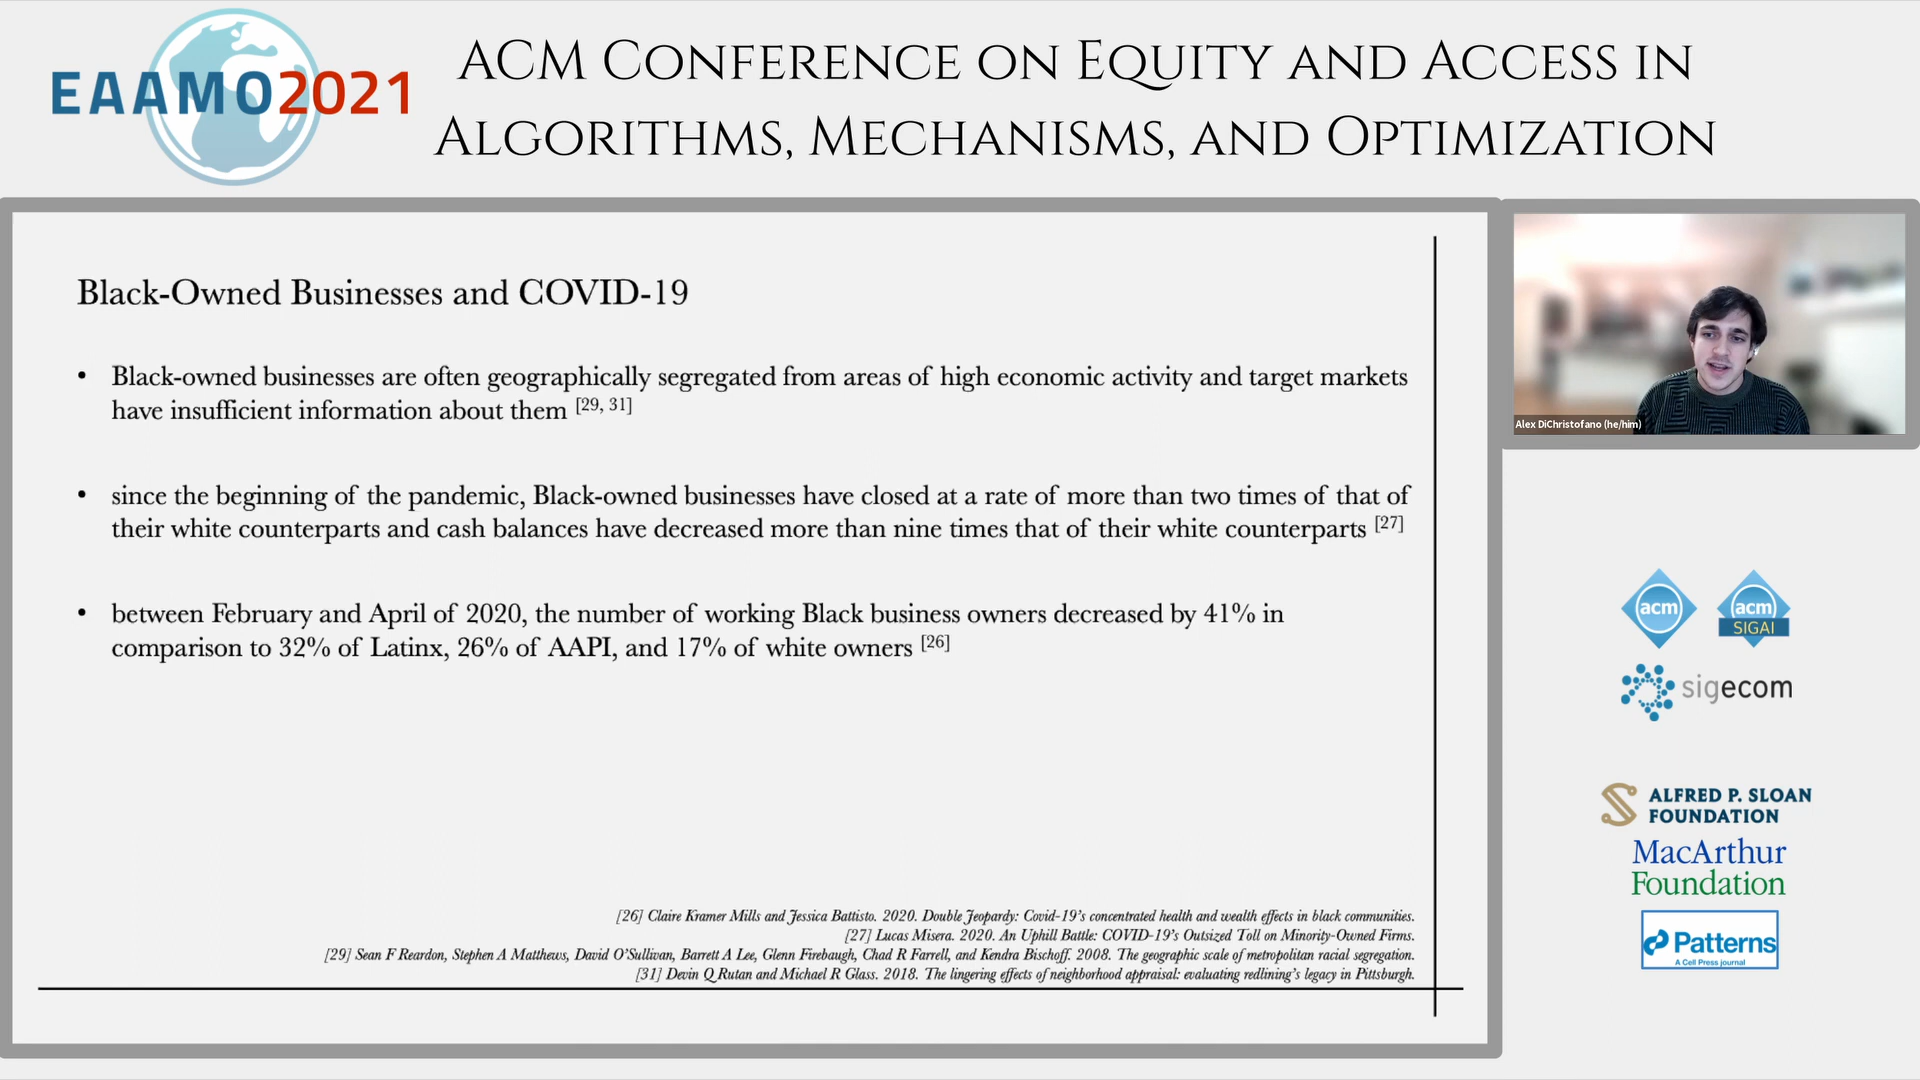 EAAMO2021
ACM Conference on Equity and Access in
Algorithms, Mechanisms, and Optimization
Black-Owned Businesses and COVID-19
• Black-owned businesses are often geographically segregated from areas of high economic activity and target markets
have insufficient information about them [29, 31]
• since the beginning of the pandemic, Black-owned businesses have closed at a rate of more than two times of that of
their white counterparts and cash balances have decreased more than nine times that of their white counterparts [27]
• between February and April of 2020, the number of working Black business owners decreased by 41% in
comparison to 32% of Latinx, 26% of AAPI, and 17% of white owners [26]
[26] Claire Kramer Mills and Jessica Battisto. 2020. Double Jeopardy: Covid-19's concentrated health and wealth effects in black communities.
[27] Lucas Misera. 2020. An Uphill Battle: COVID-19's Outsized Toll on Minority-Owned Firms.
[29] Sean F Reardon, Stephen A Matthews, David O'Sullivan, Barrett A Lee, Glenn Firebaugh, Chad R Farrell, and Kendra Bischoff. 2008. The geographic scale of metropolitan racial segregation.
[31] Devin Q Rutan and Michael R Glass. 2018. The lingering effects of neighborhood appraisal: evaluating redlining's legacy in Pittsburgh.
Alex DiChristofano (he/him)
acm
acm
SIGAI
sigecom
ALFRED P. SLOAN
FOUNDATION
MacArthur
Foundation
Patterns
A Cell Press journal